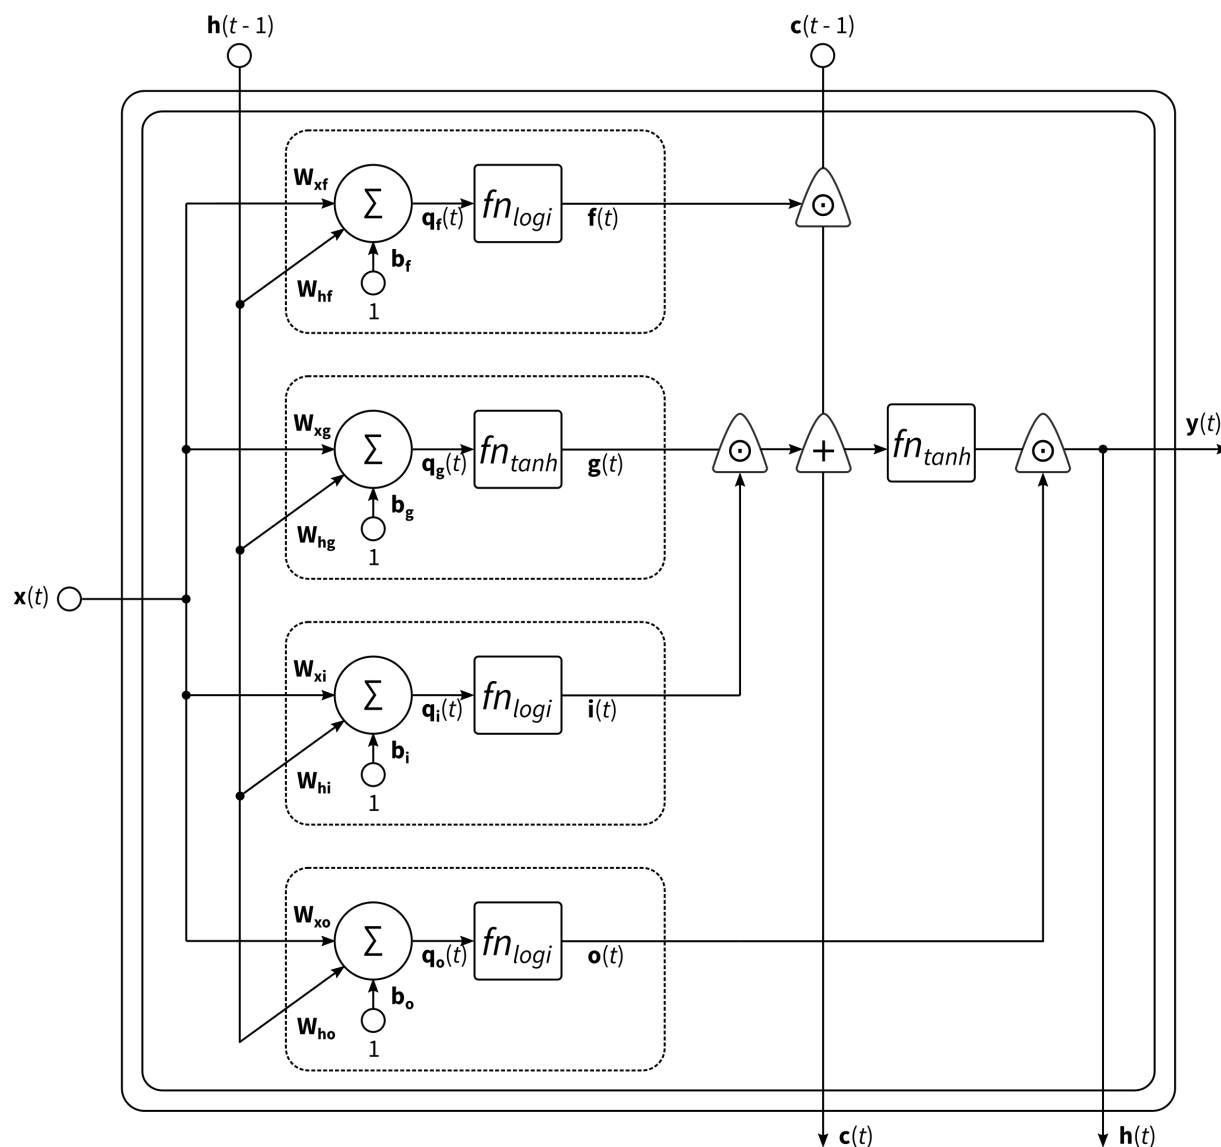 h(t - 1)
c(t - 1)
W_xf
Σ
q_f(t)
fn_logi
f(t)
⊙
b_f
W_hf
1
W_xg
Σ
q_g(t)
fn_tanh
g(t)
⊙
+
fn_tanh
⊙
y(t)
b_g
W_hg
1
x(t)
W_xi
Σ
q_i(t)
fn_logi
i(t)
b_i
W_hi
1
W_xo
Σ
q_o(t)
fn_logi
o(t)
b_o
W_ho
1
c(t)
h(t)